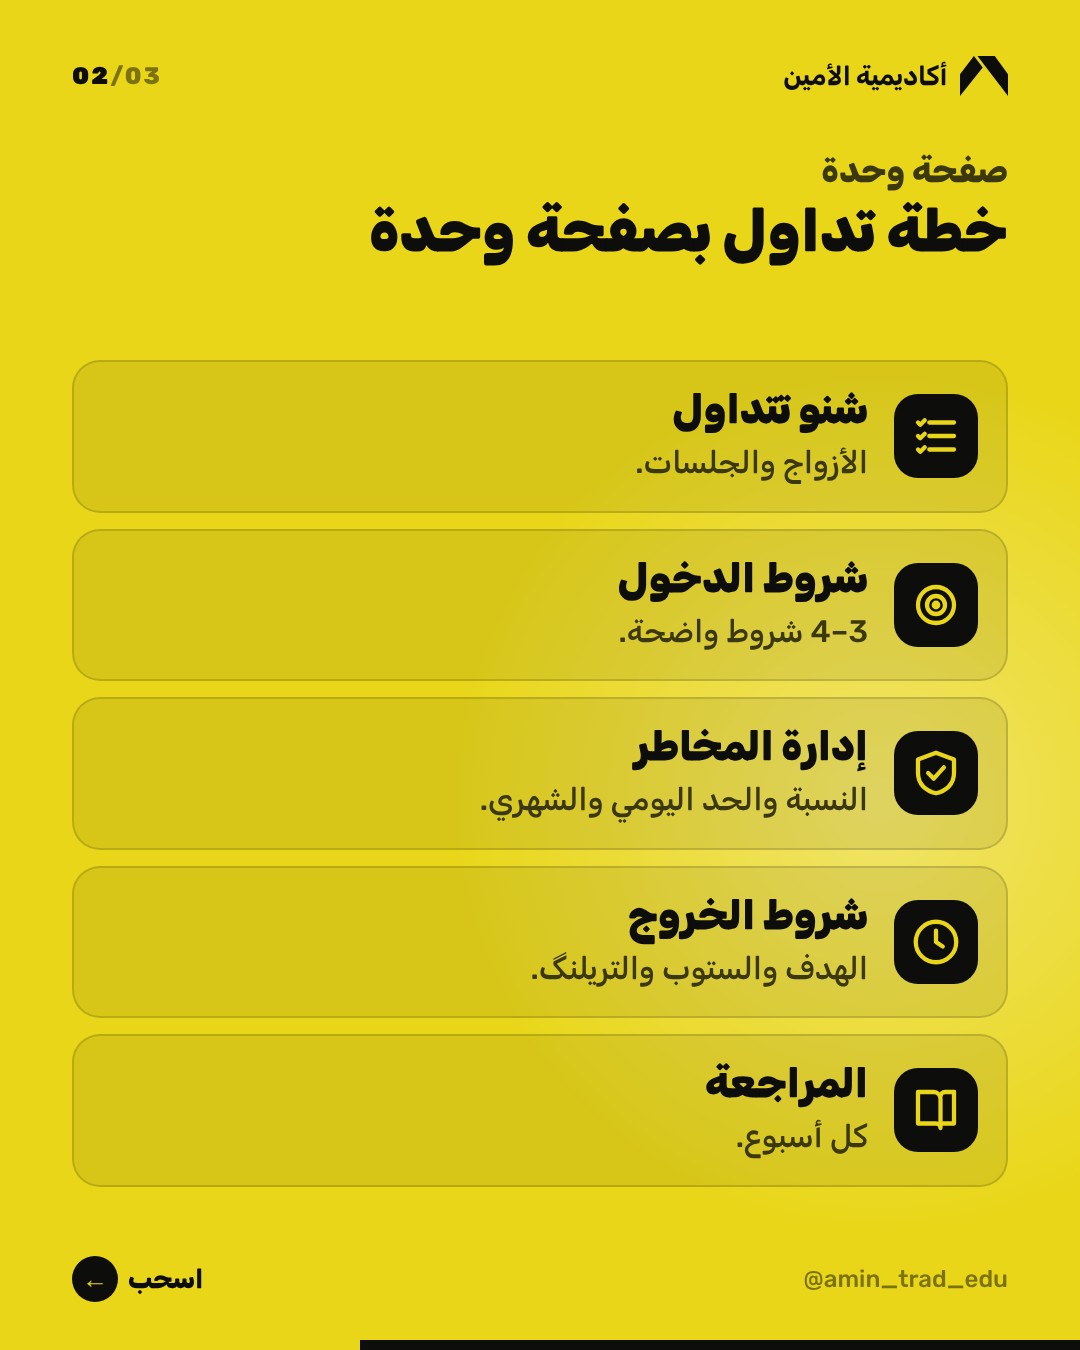 أكاديمية الأمين
02/03
صفحة وحدة
خطة تداول بصفحة وحدة
شنو تتداول
الأزواج والجلسات.
شروط الدخول
3–4 شروط واضحة.
إدارة المخاطر
النسبة والحد اليومي والشهري.
شروط الخروج
الهدف والستوب والتريلنگ.
المراجعة
كل أسبوع.
@amin_trad_edu
اسحب ←